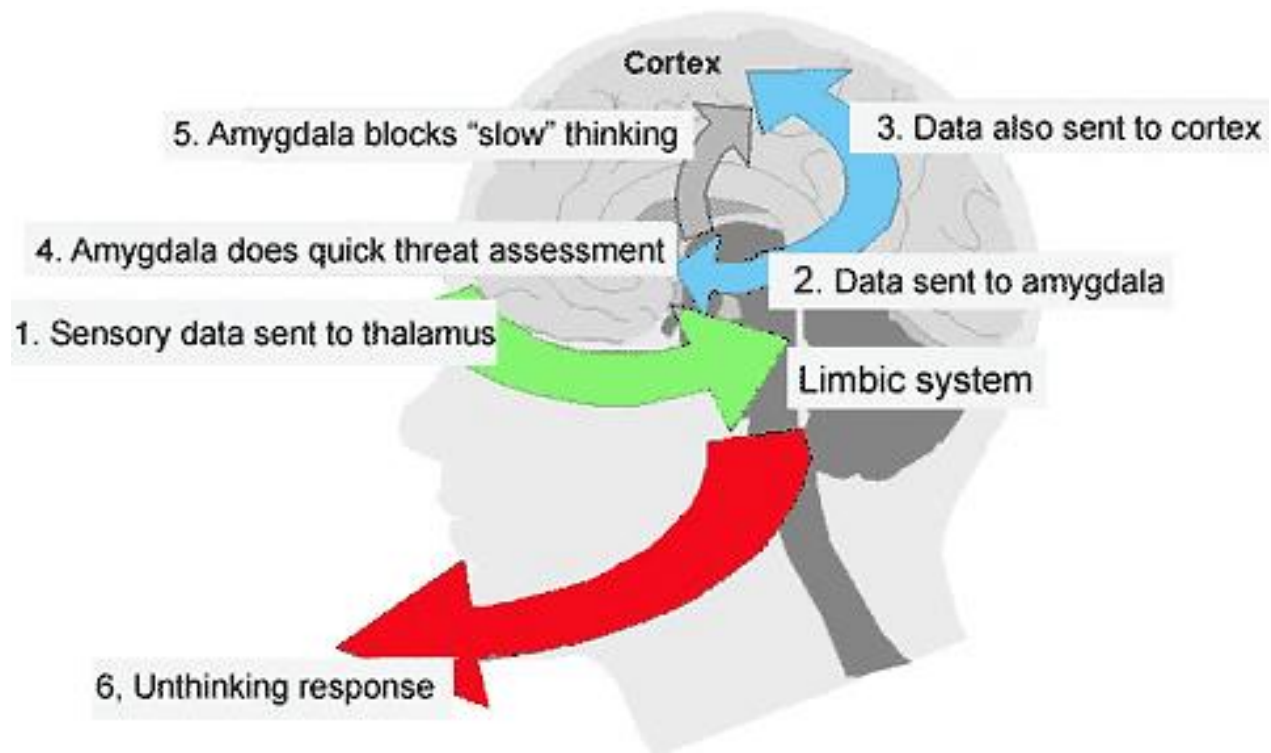 Cortex
5. Amygdala blocks “slow” thinking
3. Data also sent to cortex
4. Amygdala does quick threat assessment
2. Data sent to amygdala
1. Sensory data sent to thalamus
Limbic system
6, Unthinking response